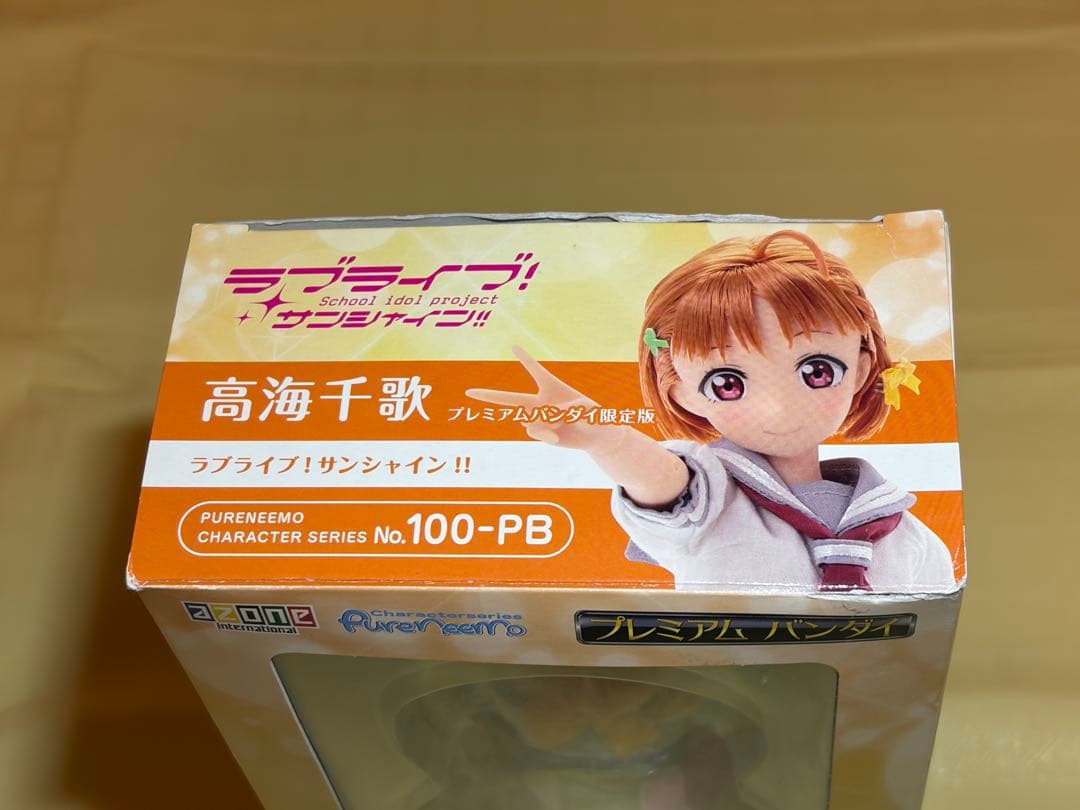 ラブライブ!
School idol project
サンシャイン!!
高海千歌 プレミアムバンダイ限定版
ラブライブ!サンシャイン!!
PURENEEMO
CHARACTER SERIES No.100-PB
azone
international
Characterseries
PureNeemo
プレミアム バンダイ